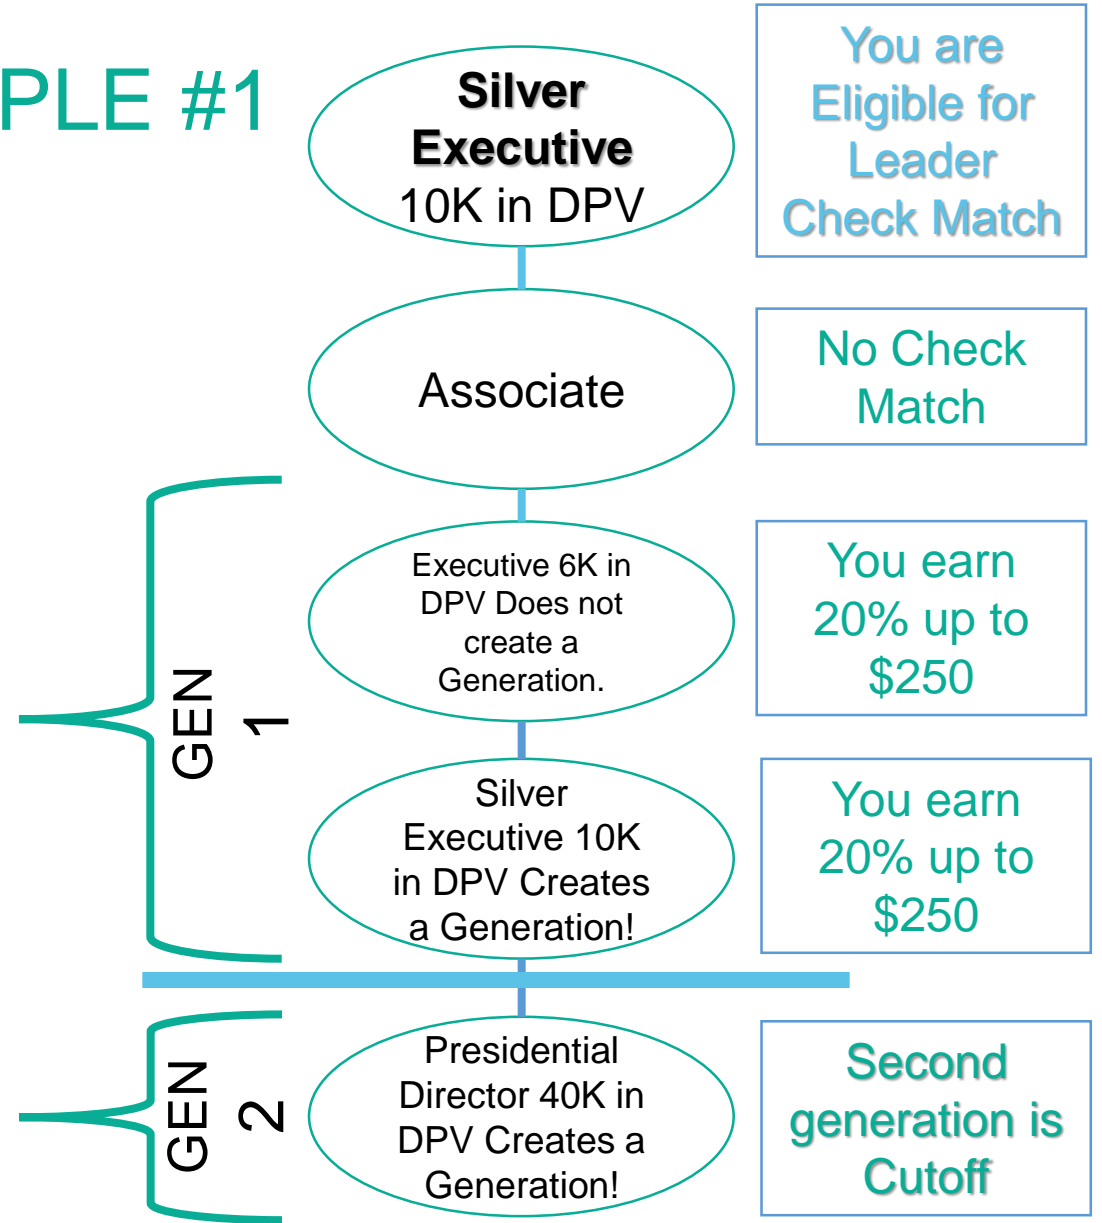 PLE #1
Silver
Executive
10K in DPV
You are
Eligible for
Leader
Check Match
Associate
No Check
Match
GEN
1
Executive 6K in
DPV Does not
create a
Generation.
You earn
20% up to
$250
Silver
Executive 10K
in DPV Creates
a Generation!
You earn
20% up to
$250
GEN
2
Presidential
Director 40K in
DPV Creates a
Generation!
Second
generation is
Cutoff